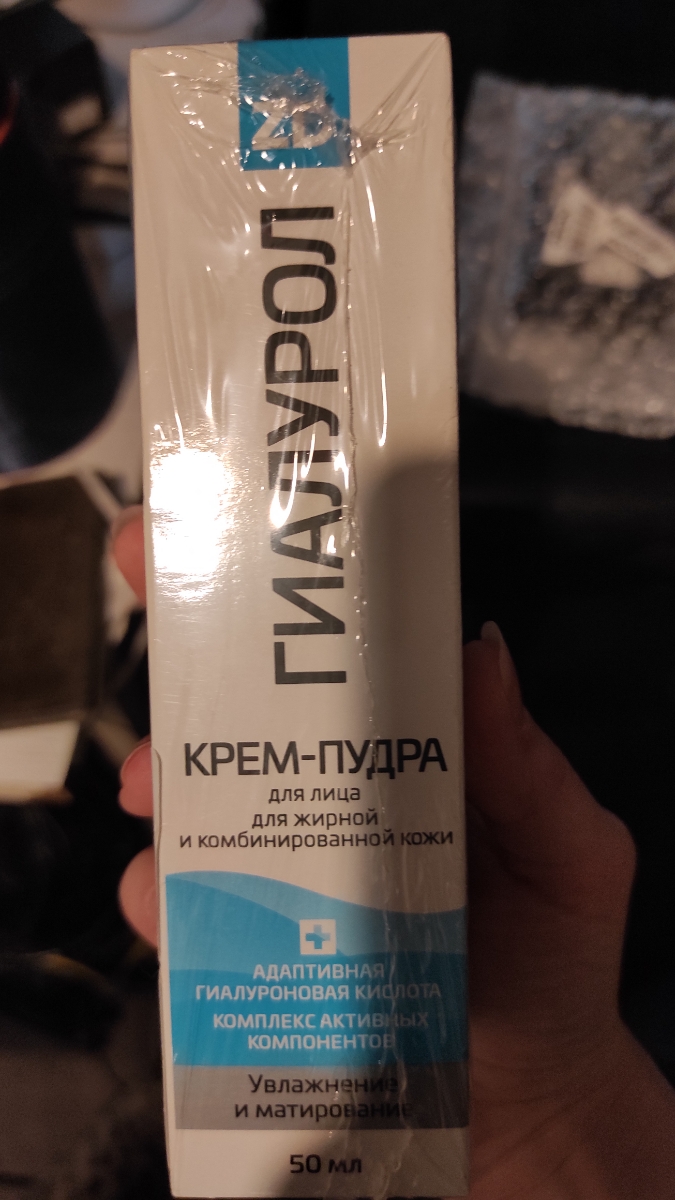 ГИАЛУРОЛ
КРЕМ-ПУДРА
для лица
для жирной
и комбинированной кожи
АДАПТИВНАЯ
ГИАЛУРОНОВАЯ КИСЛОТА
КОМПЛЕКС АКТИВНЫХ
КОМПОНЕНТОВ
Увлажнение
и матирование
50 мл